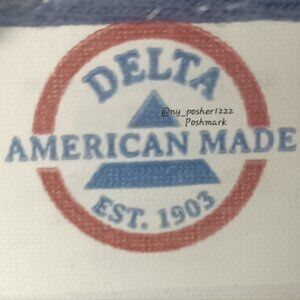 DELTA
@ny_posher1222
Poshmark
AMERICAN MADE
EST. 1903